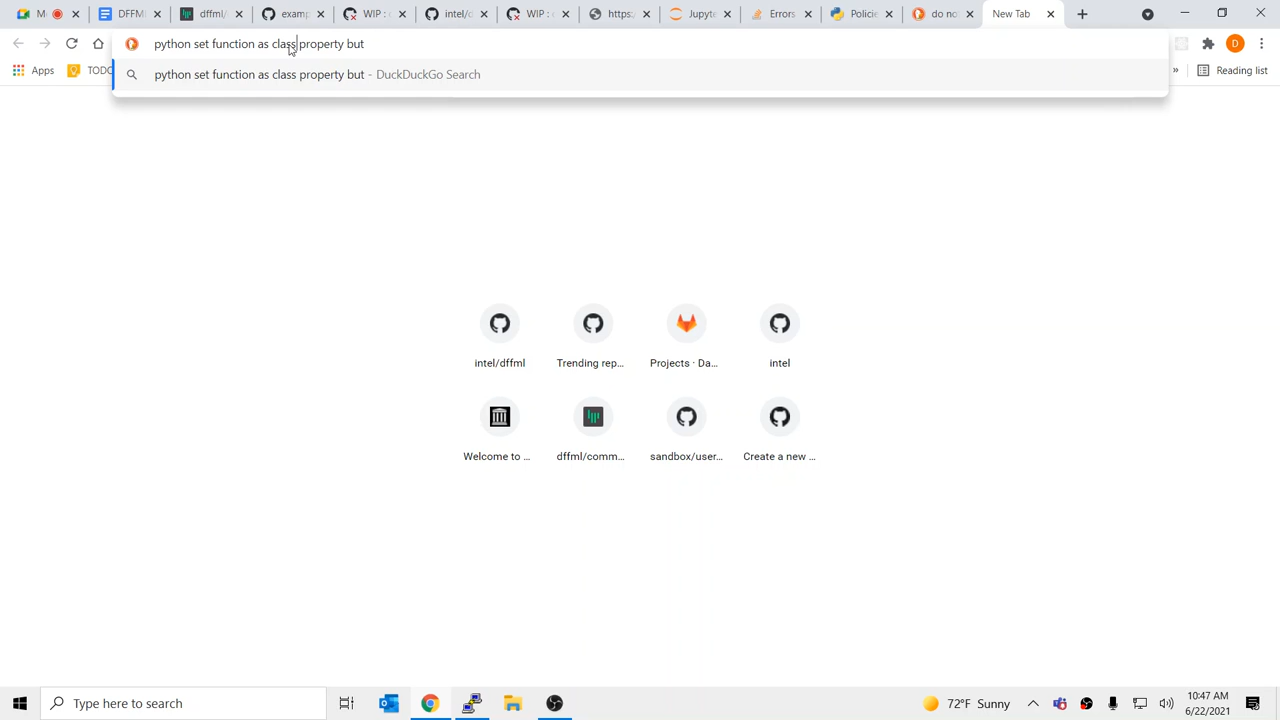 Me
DFFMI
dffml/
examp
WIP : c
intel/d
WIP : c
https:
Jupyte
Errors
Policie
do no
New Tab
python set function as class property but
Apps
TODO
python set function as class property but - DuckDuckGo Search
»
Reading list
intel/dffml
Trending rep...
Projects · Da...
intel
Welcome to ...
dffml/comm...
sandbox/user...
Create a new ...
Type here to search
72°F Sunny
10:47 AM
6/22/2021
D